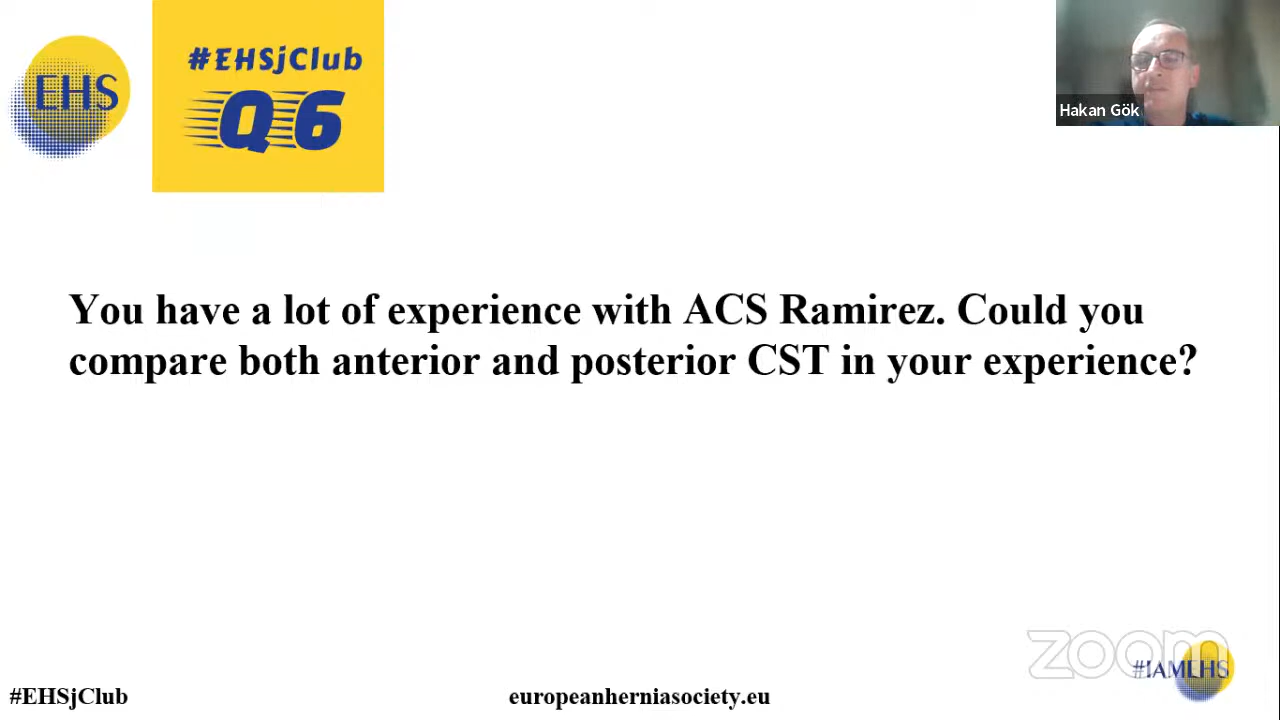 EHS
#EHSjClub
Q6
Hakan Gök
You have a lot of experience with ACS Ramirez. Could you
compare both anterior and posterior CST in your experience?
zoom
#IAMEHS
#EHSjClub
europeanherniasociety.eu